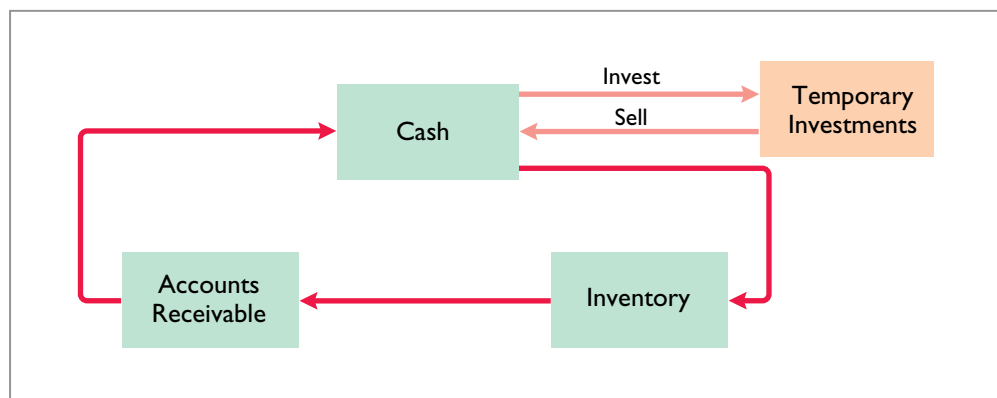 Invest
Temporary
Investments
Cash
Sell
Accounts
Receivable
Inventory